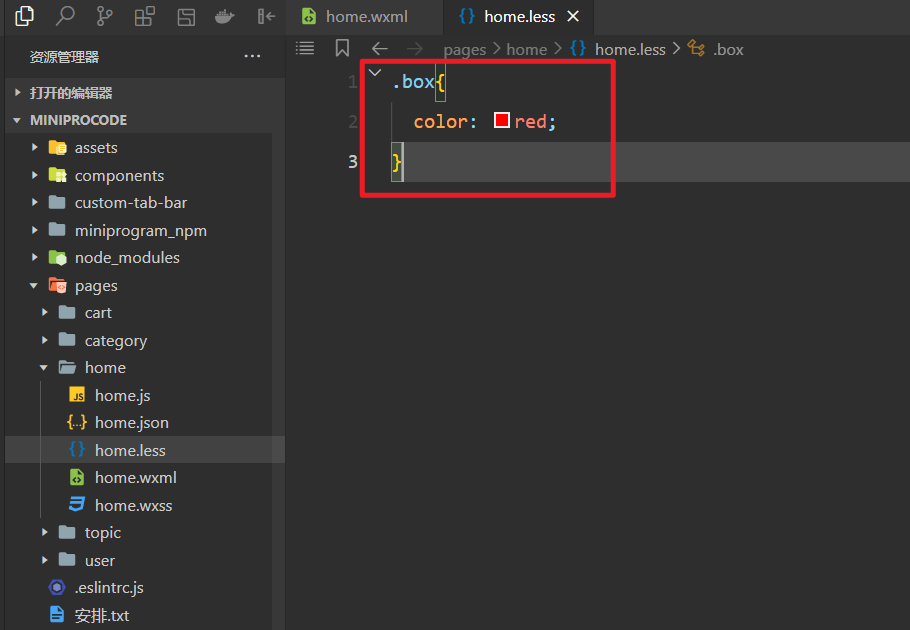 home.wxml
home.less
资源管理器
pages home home.less .box
打开的编辑器
MINIPROCODE
assets
components
custom-tab-bar
miniprogram_npm
node_modules
pages
cart
category
home
home.js
home.json
home.less
home.wxml
home.wxss
topic
user
.eslintrc.js
安排.txt
1 .box{
2 color: red;
3 }